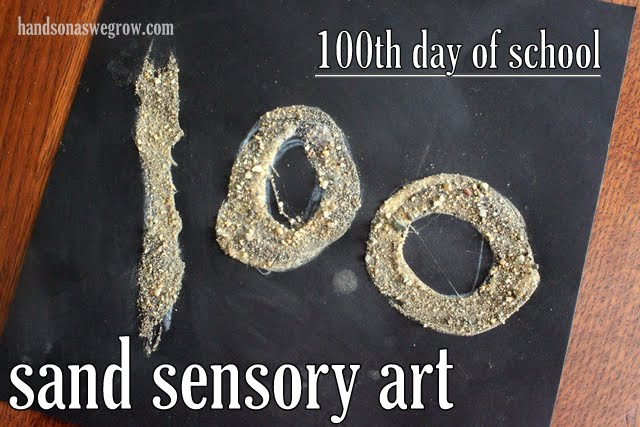 handsonaswegrow.com
100th day of school
100
sand sensory art